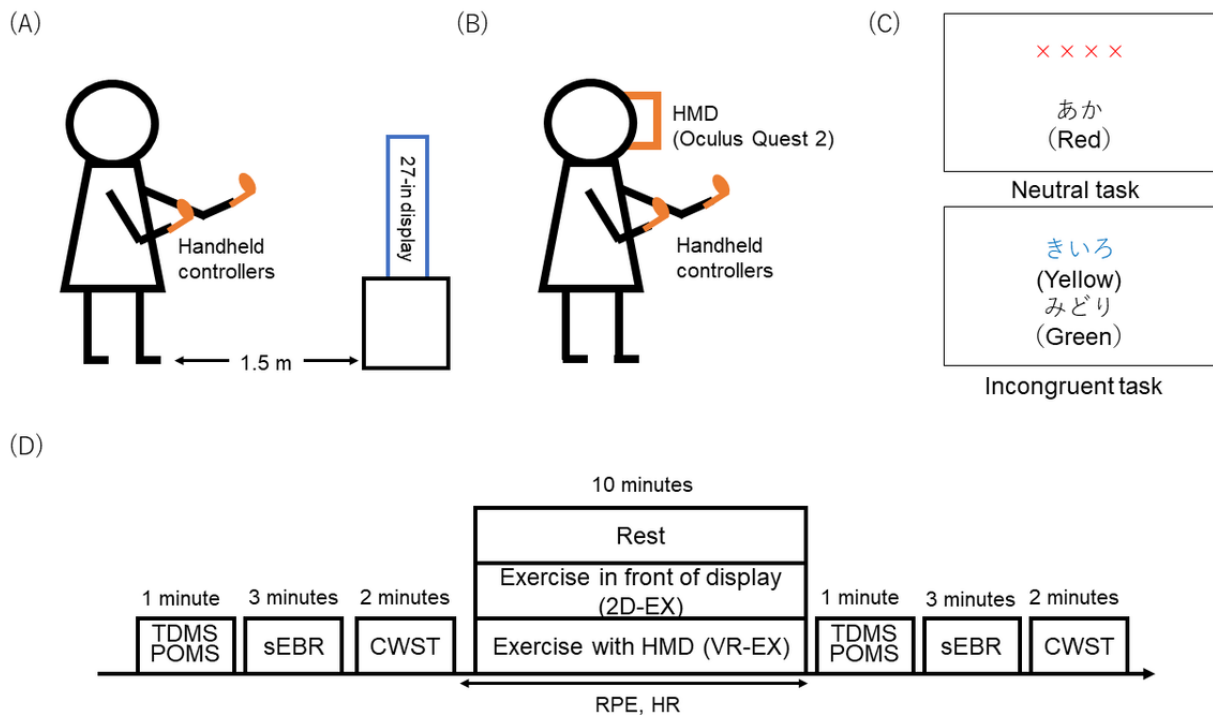 (A)
27-in display
Handheld
controllers
1.5 m
(B)
HMD
(Oculus Quest 2)
Handheld
controllers
(C)
× × × ×
あか
(Red)
Neutral task
きいろ
(Yellow)
みどり
(Green)
Incongruent task
(D)
1 minute
TDMS
POMS
3 minutes
sEBR
2 minutes
CWST
10 minutes
Rest
Exercise in front of display
(2D-EX)
Exercise with HMD (VR-EX)
RPE, HR
1 minute
TDMS
POMS
3 minutes
sEBR
2 minutes
CWST